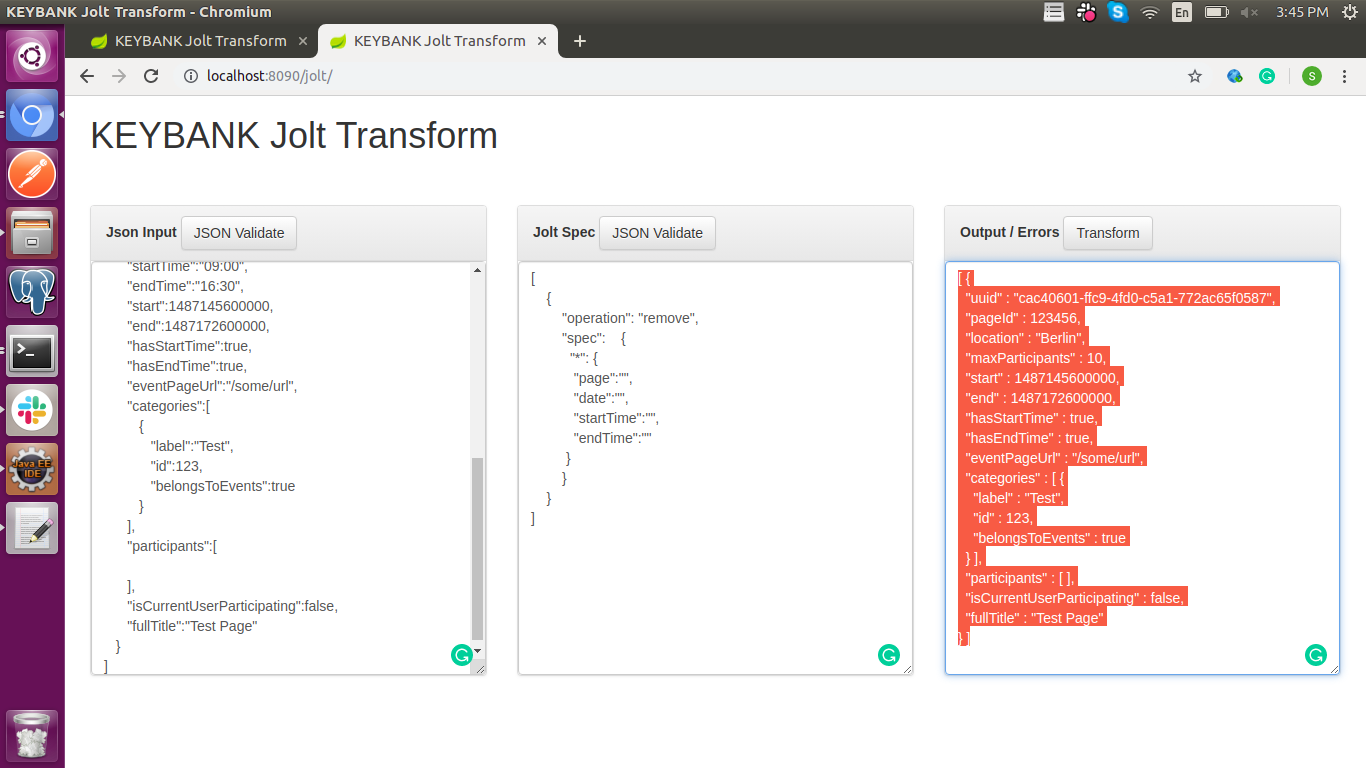 KEYBANK Jolt Transform - Chromium
En
3:45 PM
KEYBANK Jolt Transform
KEYBANK Jolt Transform
localhost:8090/jolt/
S
KEYBANK Jolt Transform
Json Input
JSON Validate
"startTime":"09:00",
"endTime":"16:30",
"start":1487145600000,
"end":1487172600000,
"hasStartTime":true,
"hasEndTime":true,
"eventPageUrl":"/some/url",
"categories":[
{
"label":"Test",
"id":123,
"belongsToEvents":true
}
],
"participants":[
],
"isCurrentUserParticipating":false,
"fullTitle":"Test Page"
}
]
Jolt Spec
JSON Validate
[
{
"operation": "remove",
"spec": {
"*": {
"page":"",
"date":"",
"startTime":"",
"endTime":""
}
}
}
]
Output / Errors
Transform
[ {
"uuid" : "cac40601-ffc9-4fd0-c5a1-772ac65f0587",
"pageId" : 123456,
"location" : "Berlin",
"maxParticipants" : 10,
"start" : 1487145600000,
"end" : 1487172600000,
"hasStartTime" : true,
"hasEndTime" : true,
"eventPageUrl" : "/some/url",
"categories" : [ {
"label" : "Test",
"id" : 123,
"belongsToEvents" : true
} ],
"participants" : [ ],
"isCurrentUserParticipating" : false,
"fullTitle" : "Test Page"
} ]
Java EE
IDE